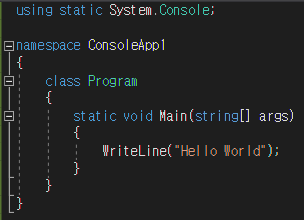 using static System.Console;
namespace ConsoleApp1
{
    class Program
    {
        static void Main(string[] args)
        {
            WriteLine("Hello World");
        }
    }
}